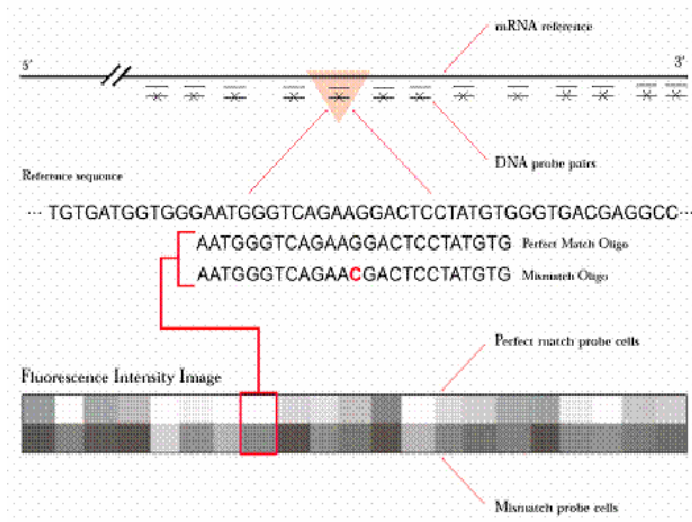 mRNA reference
5' 3'
DNA probe pairs
Reference sequence
··· TGTGATGGTGGGAATGGGTCAGAAGGACTCCTATGTGGGTGACGAGGCC ···
AATGGGTCAGAAGGACTCCTATGTG Perfect Match Oligo
AATGGGTCAGAACGACTCCTATGTG Mismatch Oligo
Perfect match probe cells
Fluorescence Intensity Image
Mismatch probe cells